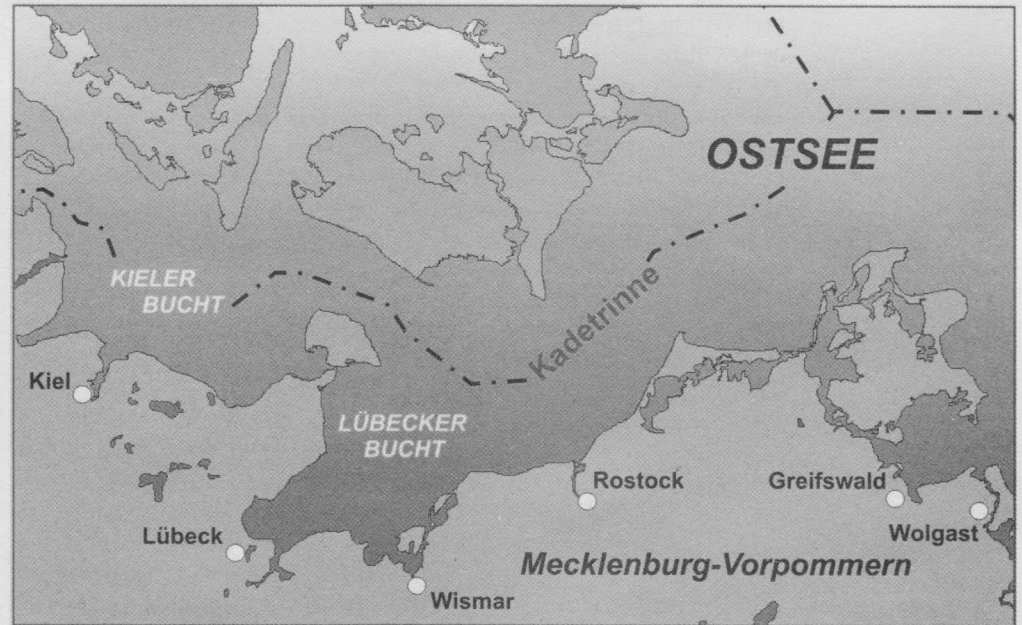 OSTSEE
KIELER
BUCHT
Kadetrinne
Kiel
LÜBECKER
BUCHT
Rostock
Greifswald
Lübeck
Wolgast
Mecklenburg-Vorpommern
Wismar